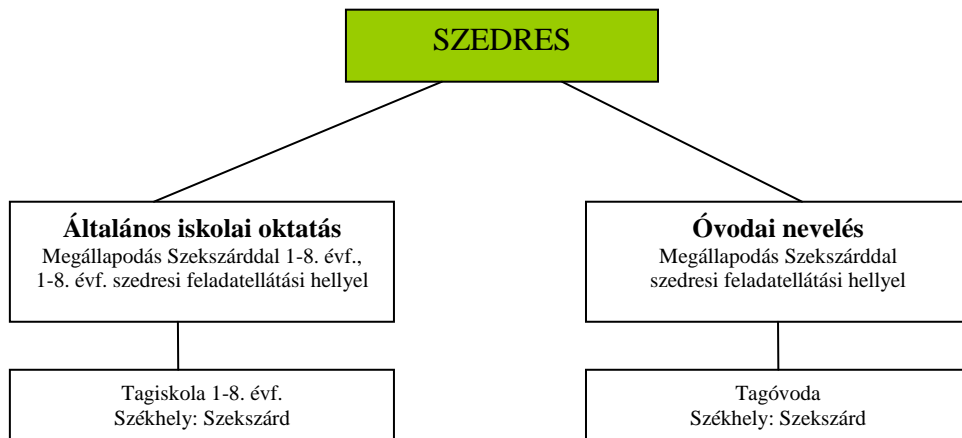 SZEDRES
Általános iskolai oktatás
Megállapodás Szekszárddal 1-8. évf.,
1-8. évf. szedresi feladatellátási hellyel
Óvodai nevelés
Megállapodás Szekszárddal
szedresi feladatellátási hellyel
Tagiskola 1-8. évf.
Székhely: Szekszárd
Tagóvoda
Székhely: Szekszárd